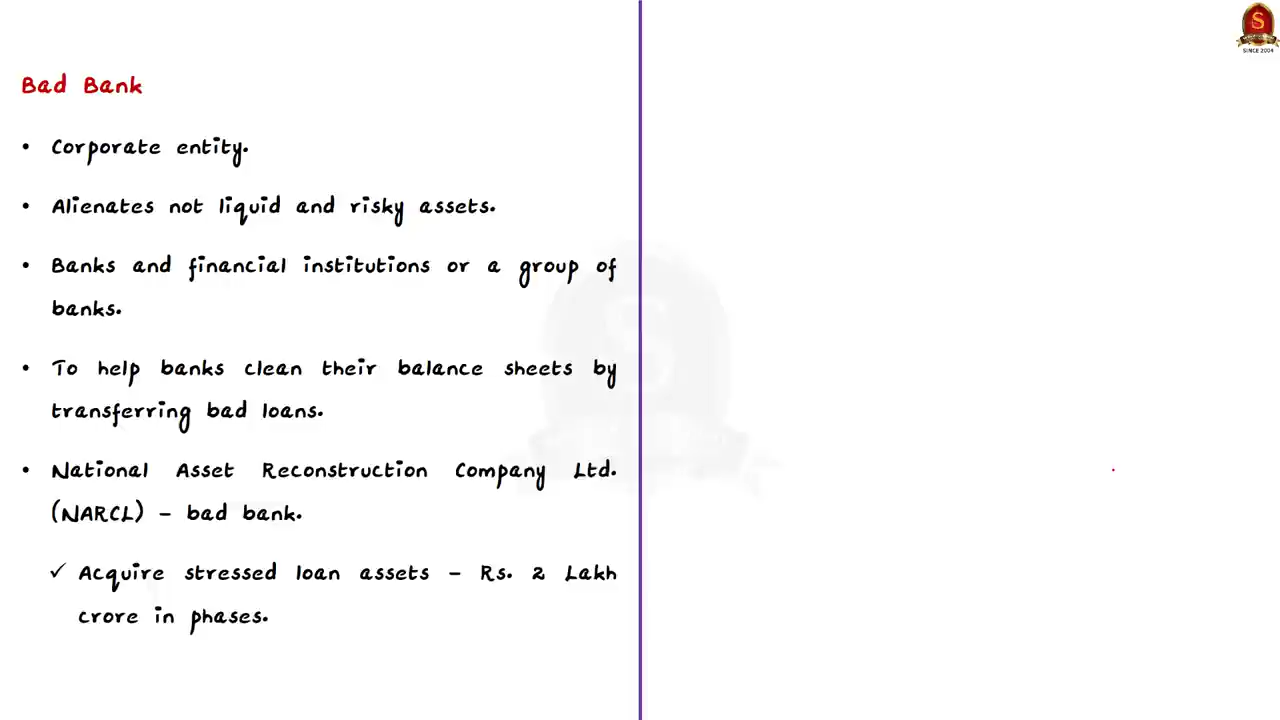 Bad Bank
• Corporate entity.
• Alienates not liquid and risky assets.
• Banks and financial institutions or a group of
banks.
• To help banks clean their balance sheets by
transferring bad loans.
• National Asset Reconstruction Company Ltd.
(NARCL) – bad bank.
✓ Acquire stressed loan assets – Rs. 2 Lakh
crore in phases.
S
SINCE 2004